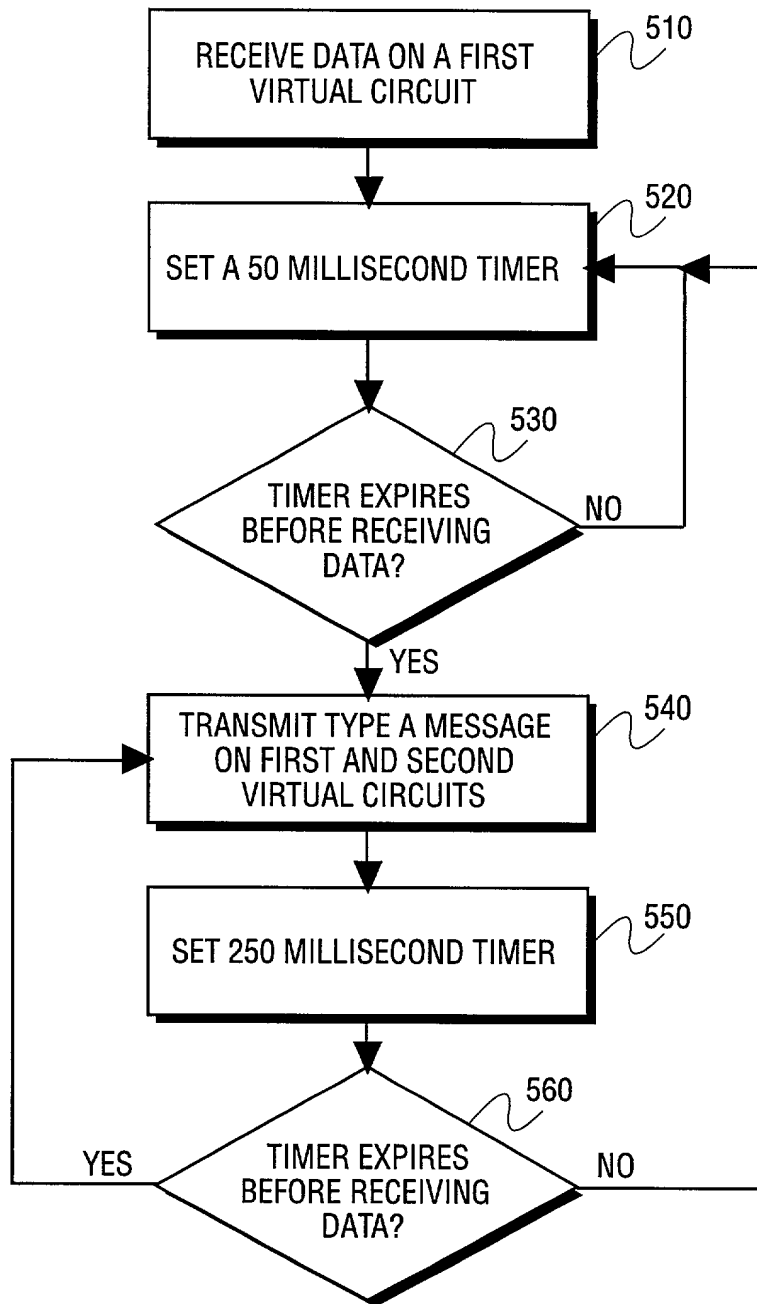 RECEIVE DATA ON A FIRST
VIRTUAL CIRCUIT
510
520
SET A 50 MILLISECOND TIMER
530
TIMER EXPIRES
BEFORE RECEIVING
DATA?
NO
YES
TRANSMIT TYPE A MESSAGE
ON FIRST AND SECOND
VIRTUAL CIRCUITS
540
SET 250 MILLISECOND TIMER
550
560
TIMER EXPIRES
BEFORE RECEIVING
DATA?
YES
NO